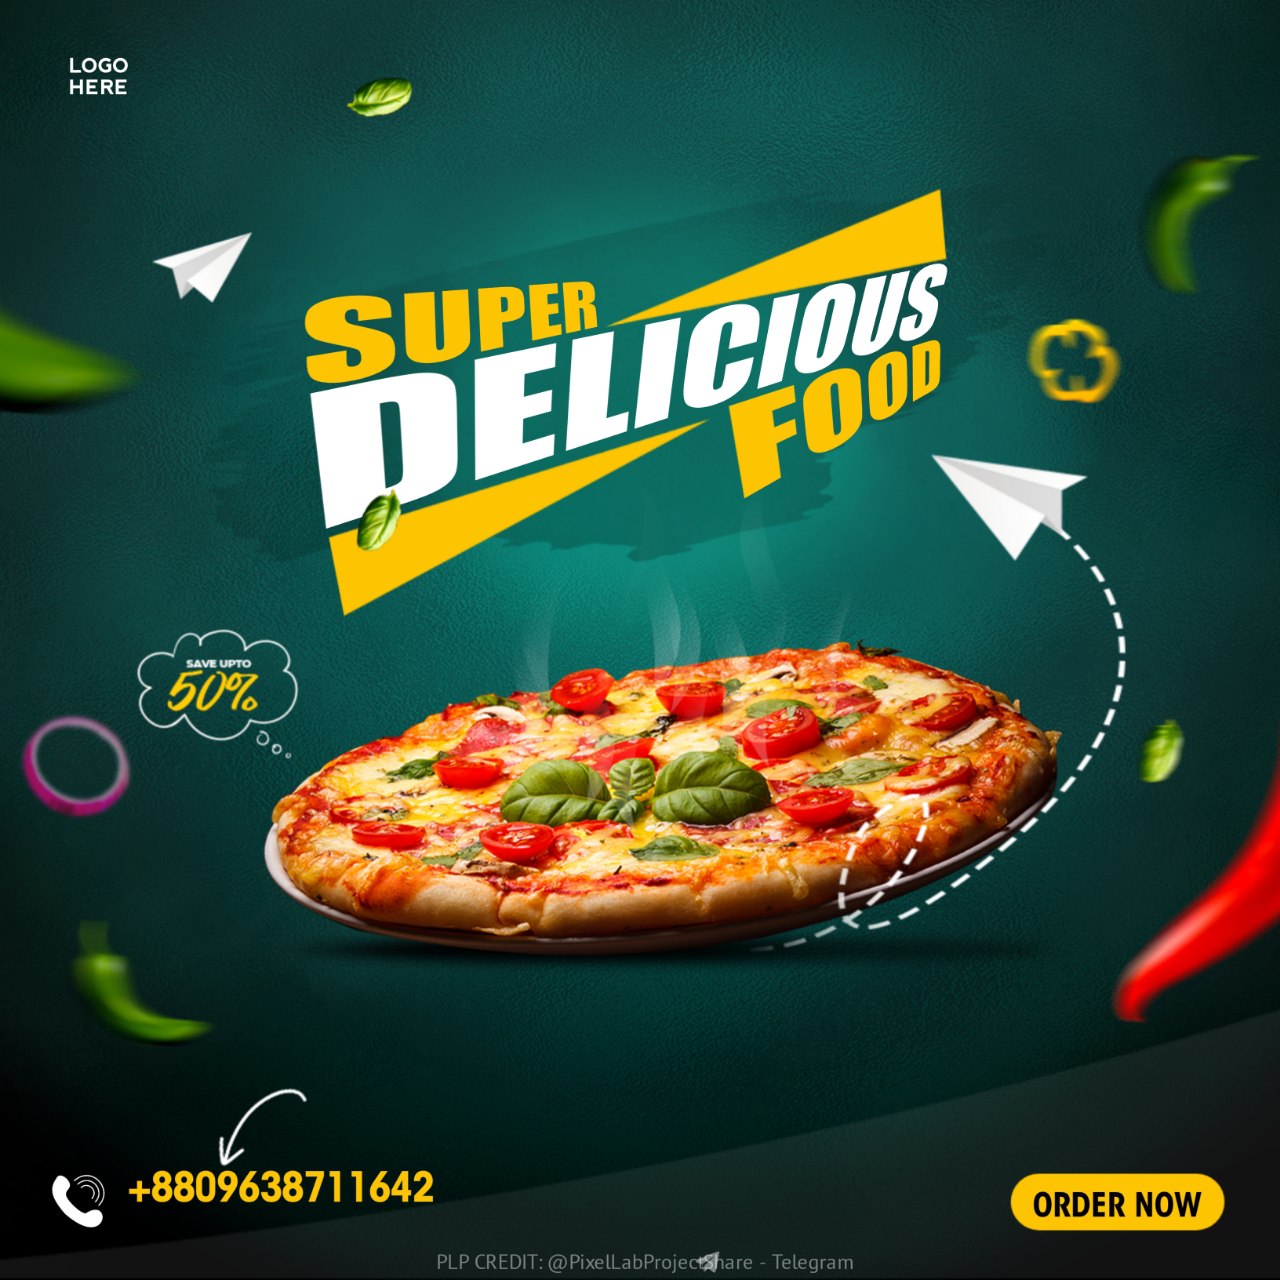 LOGO
HERE
SUPER
DELICIOUS
FOOD
SAVE UPTO
50%
+8809638711642
ORDER NOW
PLP CREDIT: @PixelLabProjectShare - Telegram